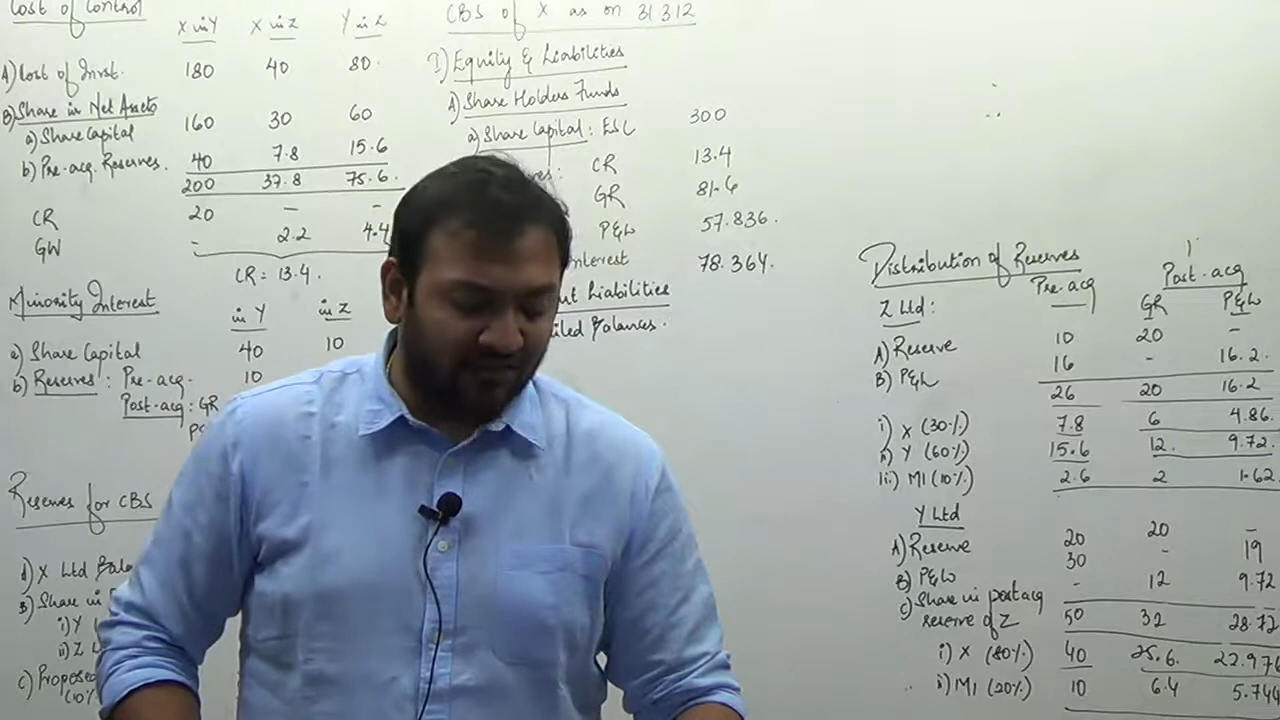 Cost of Control
X in Y X in Z Y in Z
A) Cost of Invst. 180 40 80
B) Share in Net Assets
a) Share Capital 160 30 60
b) Pre-acq. Reserves. 40 7.8 15.6
200 37.8 75.6
CR 20 - -
GW - 2.2 4.4
CR = 13.4.
Minority Interest
in Y in Z
a) Share Capital 40 10
b) Reserves : Pre-acq. 10
Post-acq : GR
Reserves for CBS
A) X Ltd
B) Share in
i) Y
ii) Z
C) Proposed
(10%
CBS of X as on 31.3.12
I) Equity & Liabilities
A) Share Holders Funds
a) Share Capital : ESC 300
CR 13.4
GR 81.6
P&L 57.836.
Interest 78.364.
Liabilities
Balances.
Distribution of Reserves
Pre-acq Post-acq
Z Ltd : GR P&L
A) Reserve 10 20 -
B) P&L 16 - 16.2
26 20 16.2
i) X (30%) 7.8 6 4.86
ii) Y (60%) 15.6 12. 9.72
iii) MI (10%) 2.6 2 1.62
Y Ltd
A) Reserve 20 20 -
B) P&L 30 - 19
C) Share in post acq reserve of Z - 12 9.72
50 32 28.72
i) X (80%) 40 25.6. 22.976
ii) MI (20%) 10 6.4 5.744